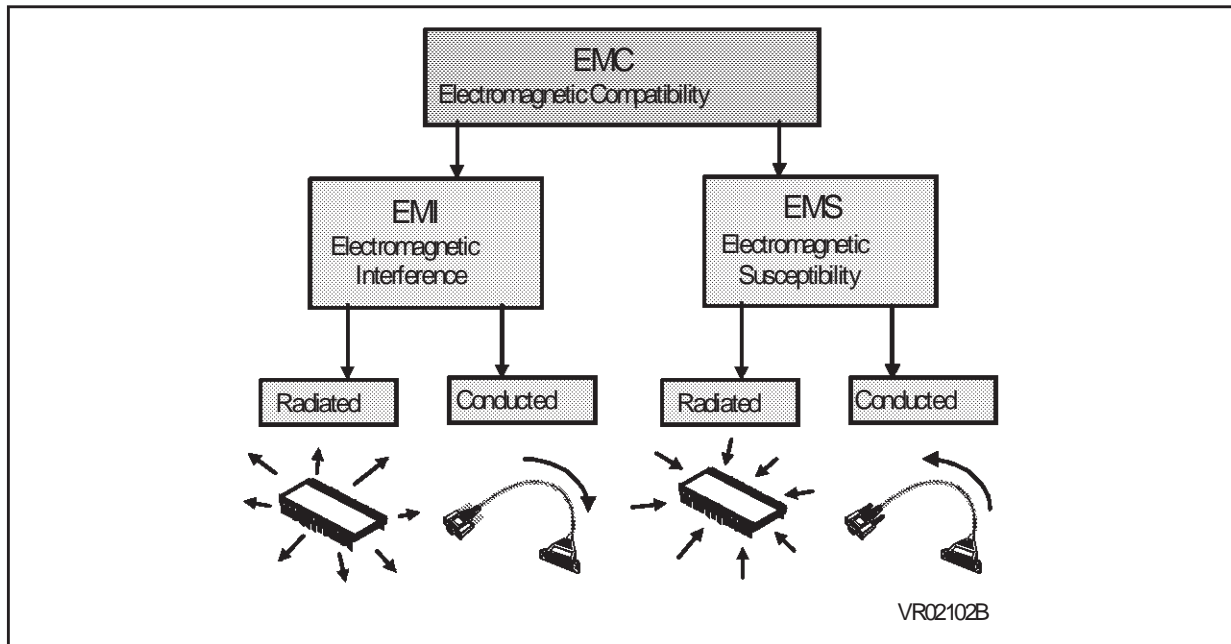 EMC
Electromagnetic Compatibility
EMI
Electromagnetic
Interference
EMS
Electromagnetic
Susceptibility
Radiated
Conducted
Radiated
Conducted
VR02102B